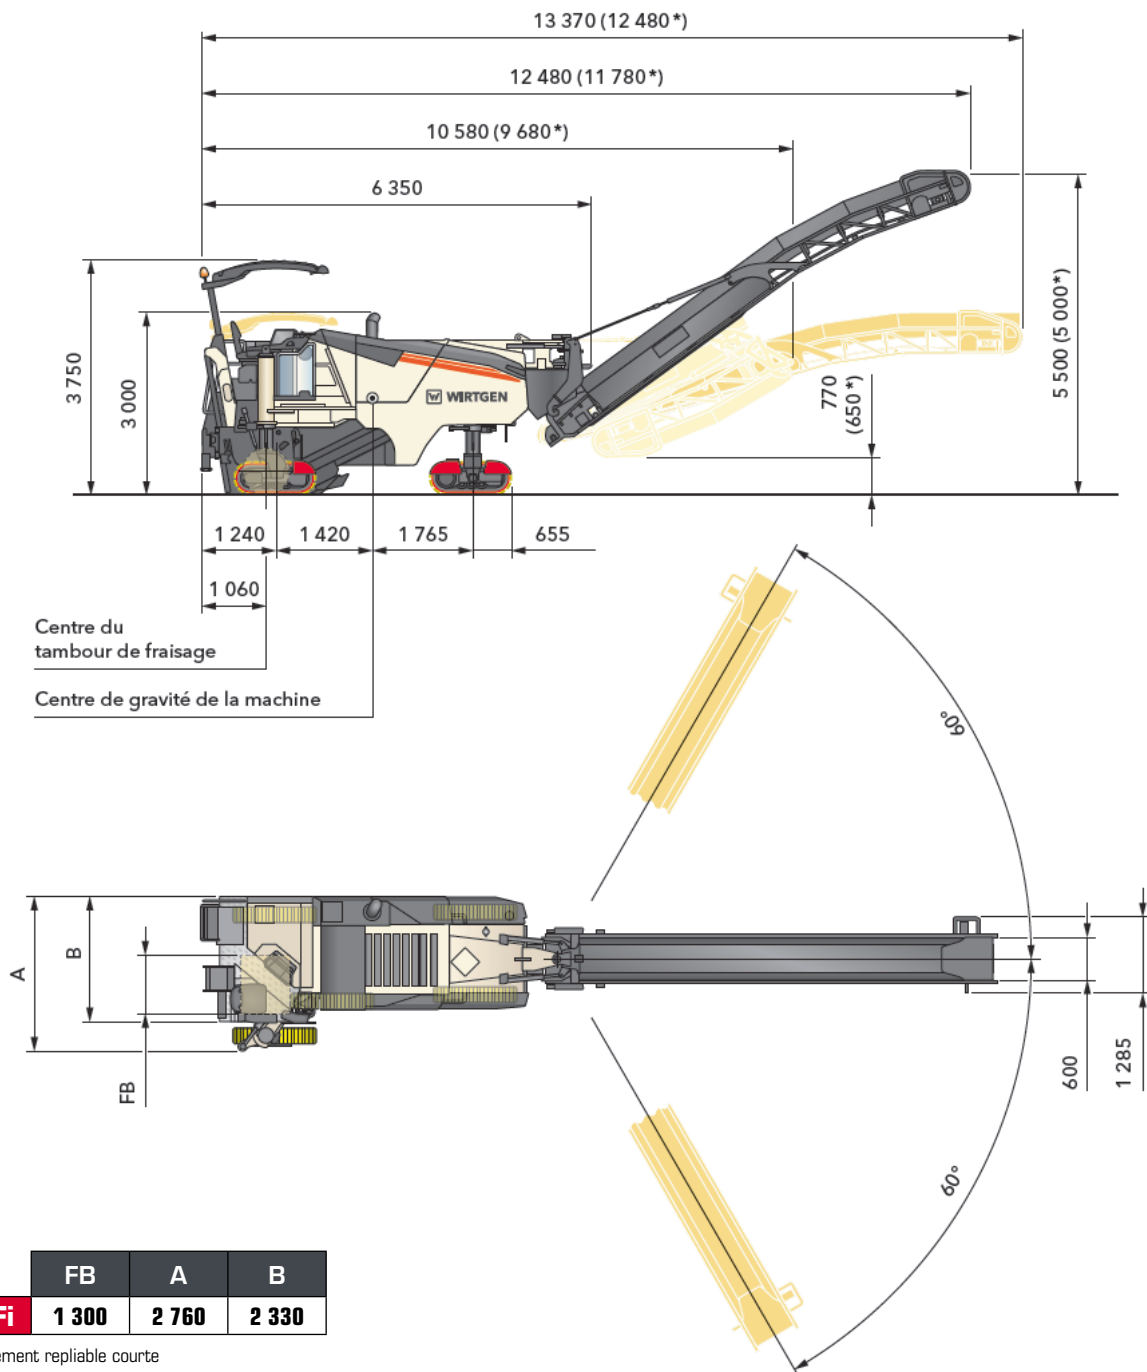 13 370 (12 480*)
12 480 (11 780*)
10 580 (9 680*)
6 350
3 750
3 000
WIRTGEN
770
(650*)
5 500 (5 000*)
1 240
1 420
1 765
655
1 060
Centre du
tambour de fraisage
Centre de gravité de la machine
60°
A
B
FB
600
1 285
60°
FB A B
Fi 1 300 2 760 2 330
repliable courte